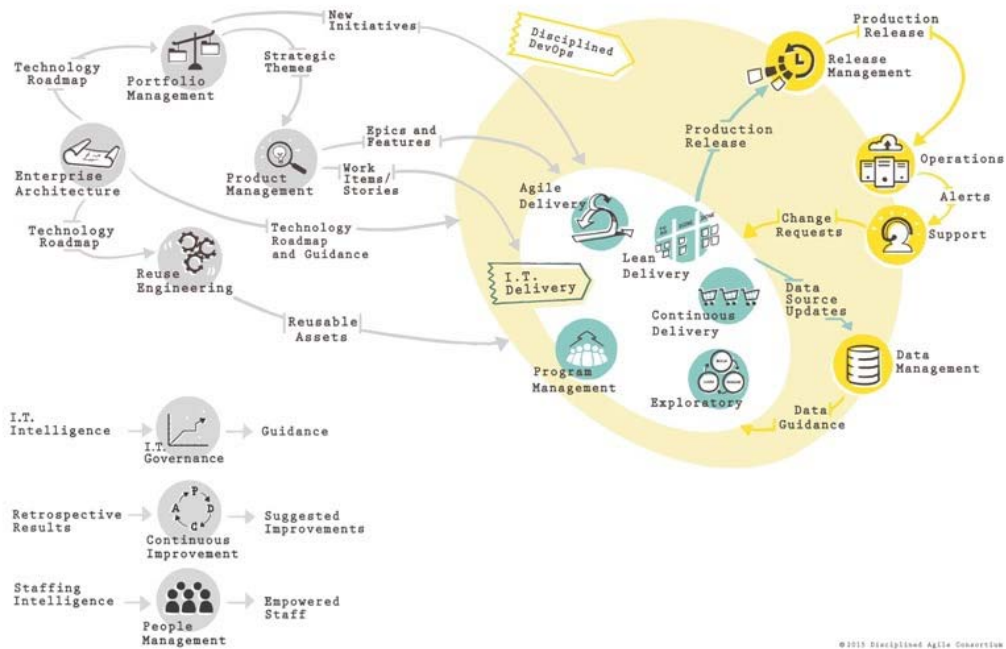 New
Initiatives
Technology
Roadmap
Portfolio
Management
Strategic
Themes
Enterprise
Architecture
Product
Management
Epics and
Features
Work
Items/
Stories
Technology
Roadmap
Reuse
Engineering
Technology
Roadmap
and Guidance
Reusable
Assets
Disciplined
DevOps
I.T.
Delivery
Agile
Delivery
Lean
Delivery
Continuous
Delivery
Program
Management
Exploratory
Production
Release
Release
Management
Production
Release
Operations
Alerts
Support
Change
Requests
Data
Source
Updates
Data
Management
Data
Guidance
I.T.
Intelligence
I.T.
Governance
Guidance
Retrospective
Results
P
A D
C
Continuous
Improvement
Suggested
Improvements
Staffing
Intelligence
People
Management
Empowered
Staff
©2015 Disciplined Agile Consortium